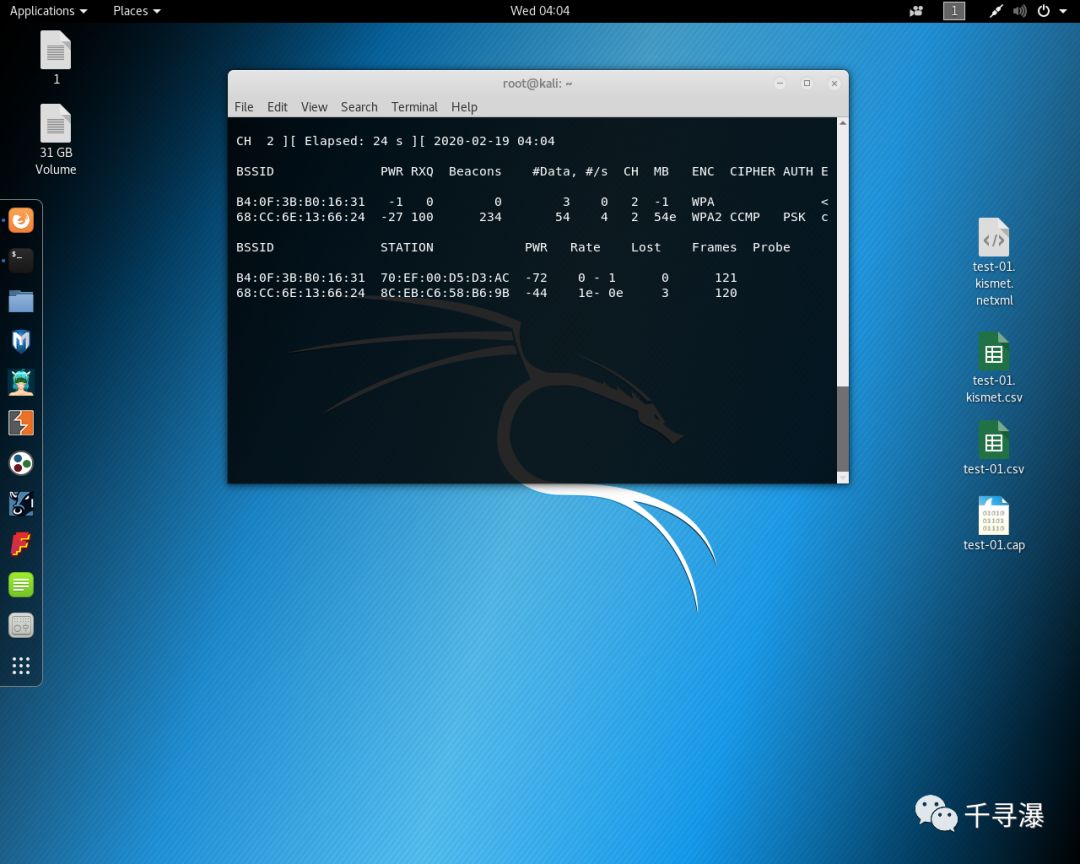 Applications Places Wed 04:04 1
1
31 GB
Volume
root@kali: ~
File Edit View Search Terminal Help
CH 2 ][ Elapsed: 24 s ][ 2020-02-19 04:04
BSSID PWR RXQ Beacons #Data, #/s CH MB ENC CIPHER AUTH E
B4:0F:3B:B0:16:31 -1 0 0 3 0 2 -1 WPA <
68:CC:6E:13:66:24 -27 100 234 54 4 2 54e WPA2 CCMP PSK c
BSSID STATION PWR Rate Lost Frames Probe
B4:0F:3B:B0:16:31 70:EF:00:D5:D3:AC -72 0 - 1 0 121
68:CC:6E:13:66:24 8C:EB:C6:58:B6:9B -44 1e- 0e 3 120
test-01.
kismet.
netxml
test-01.
kismet.csv
test-01.csv
01010
01101
01110
test-01.cap
千寻瀑